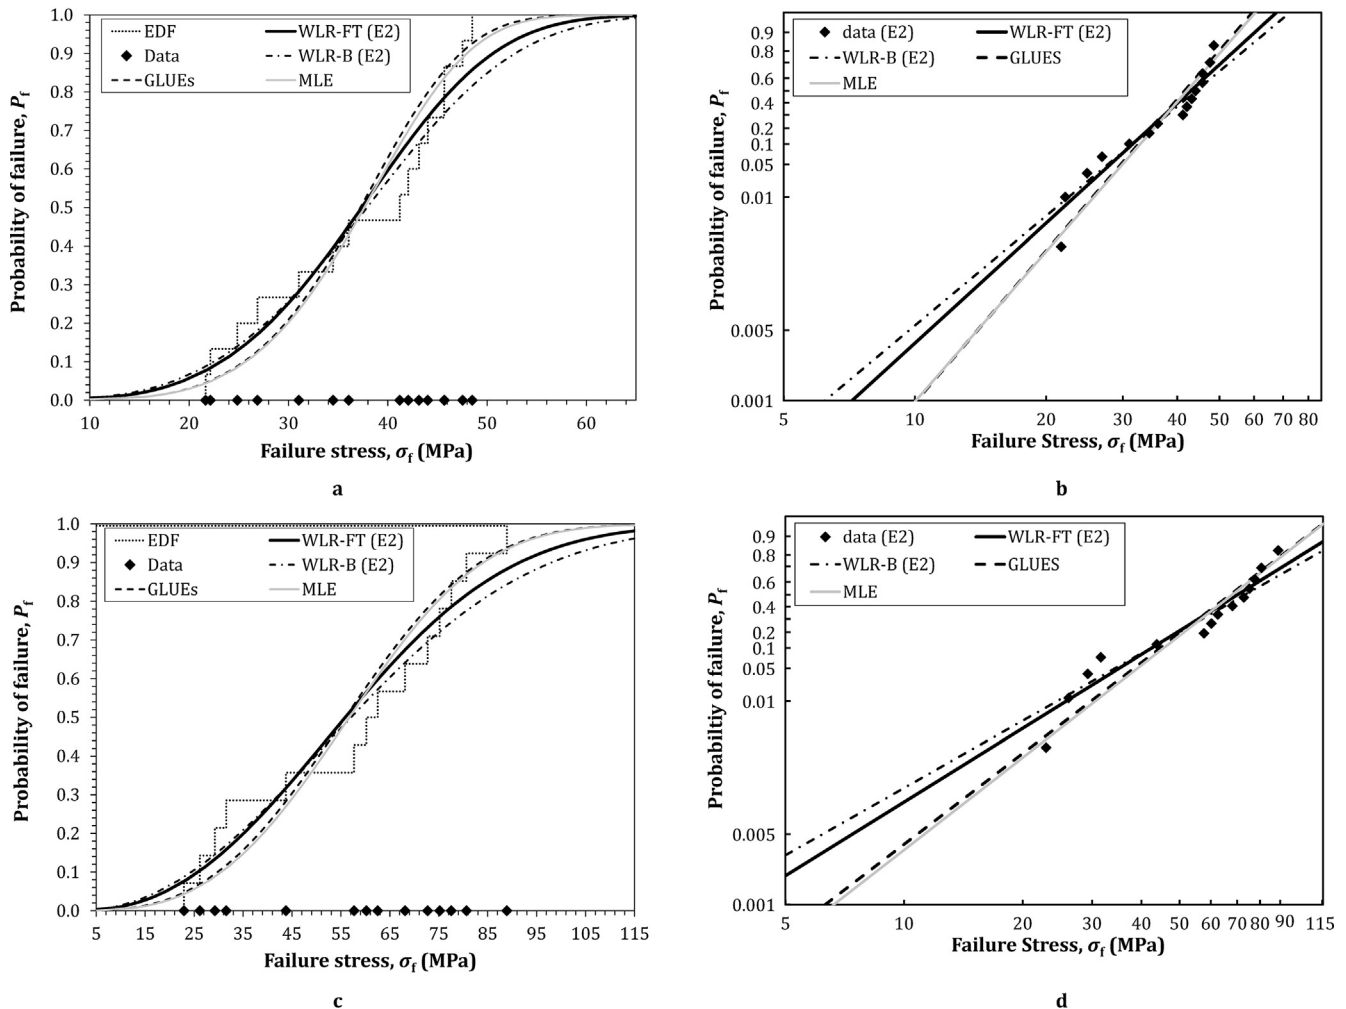 1.0
0.9
0.8
0.7
0.6
0.5
0.4
0.3
0.2
0.1
0.0
Probability of failure, Pf
EDF
WLR-FT (E2)
Data
WLR-B (E2)
GLUEs
MLE
10 20 30 40 50 60
Failure stress, σf (MPa)
a
0.9
0.8
0.6
0.4
0.2
0.1
0.05
0.01
0.005
0.001
Probabiltiy of failure, Pf
data (E2)
WLR-FT (E2)
WLR-B (E2)
GLUES
MLE
5 10 20 30 40 50 60 70 80
Failure Stress, σf (MPa)
b
1.0
0.9
0.8
0.7
0.6
0.5
0.4
0.3
0.2
0.1
0.0
Probability of failure, Pf
EDF
WLR-FT (E2)
Data
WLR-B (E2)
GLUEs
MLE
5 15 25 35 45 55 65 75 85 95 105 115
Failure stress, σf (MPa)
c
0.9
0.8
0.6
0.4
0.2
0.1
0.05
0.01
0.005
0.001
Probabiltiy of failure, Pf
data (E2)
WLR-FT (E2)
WLR-B (E2)
GLUES
MLE
5 10 20 30 40 50 60 70 80 90 115
Failure Stress, σf (MPa)
d